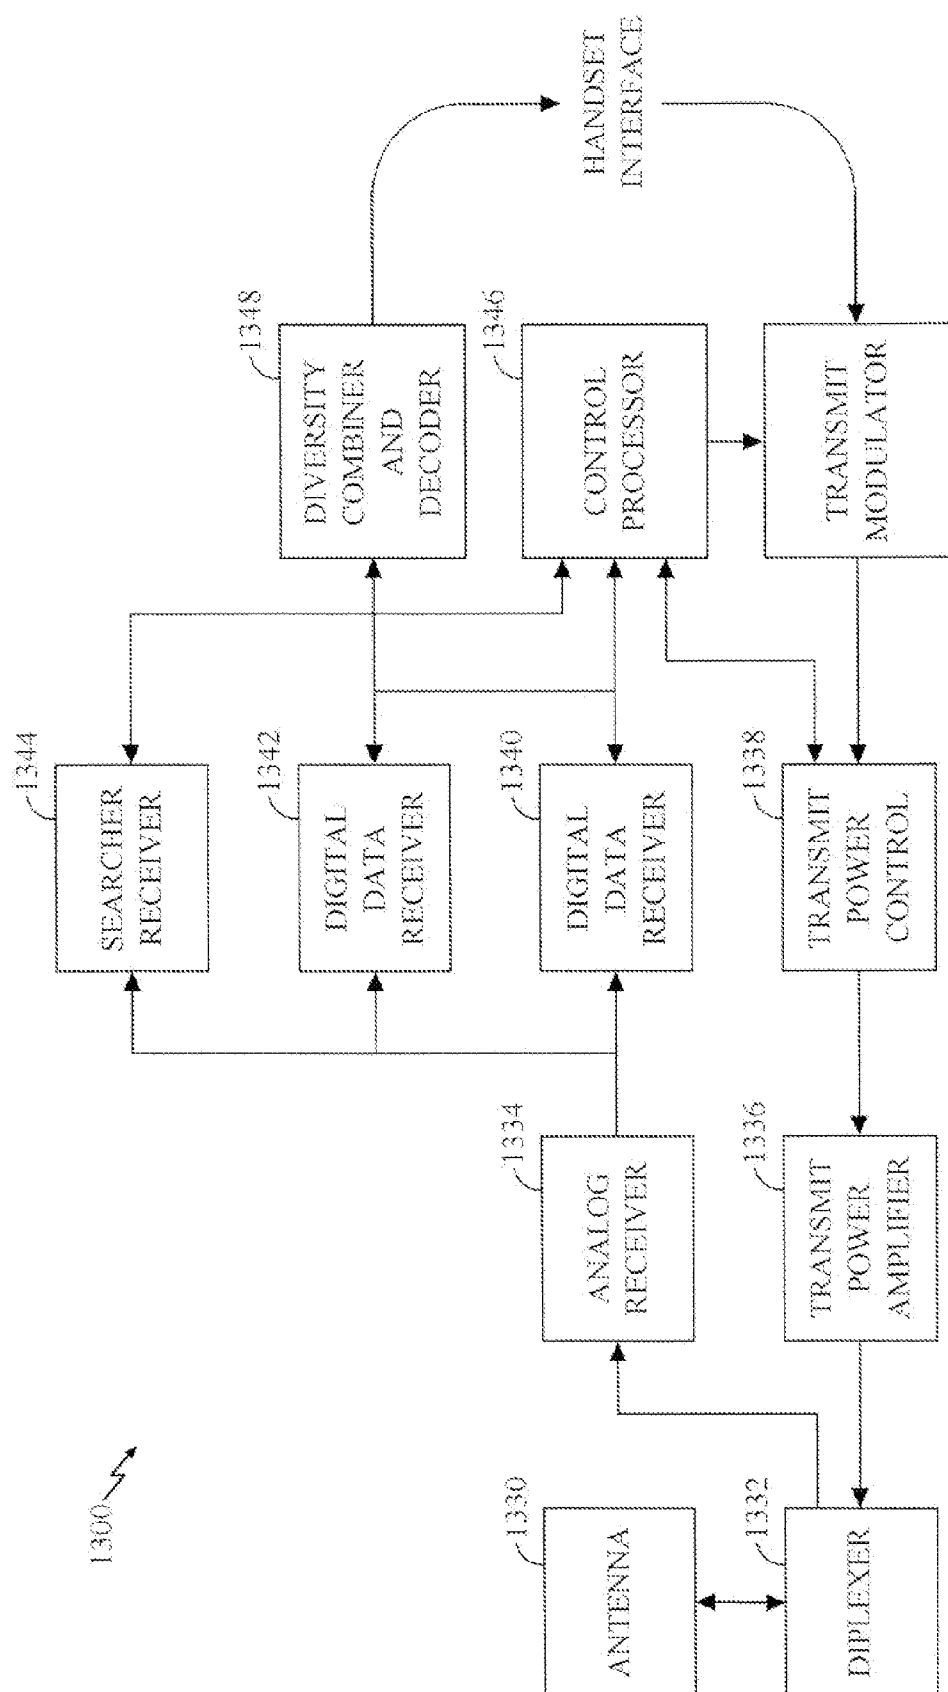 1300
1330
ANTENNA
1332
DIPLEXER
1334
ANALOG
RECEIVER
1336
TRANSMIT
POWER
AMPLIFIER
1344
SEARCHER
RECEIVER
1342
DIGITAL
DATA
RECEIVER
1340
DIGITAL
DATA
RECEIVER
1338
TRANSMIT
POWER
CONTROL
1348
DIVERSITY
COMBINER
AND
DECODER
1346
CONTROL
PROCESSOR
TRANSMIT
MODULATOR
HANDSET
INTERFACE